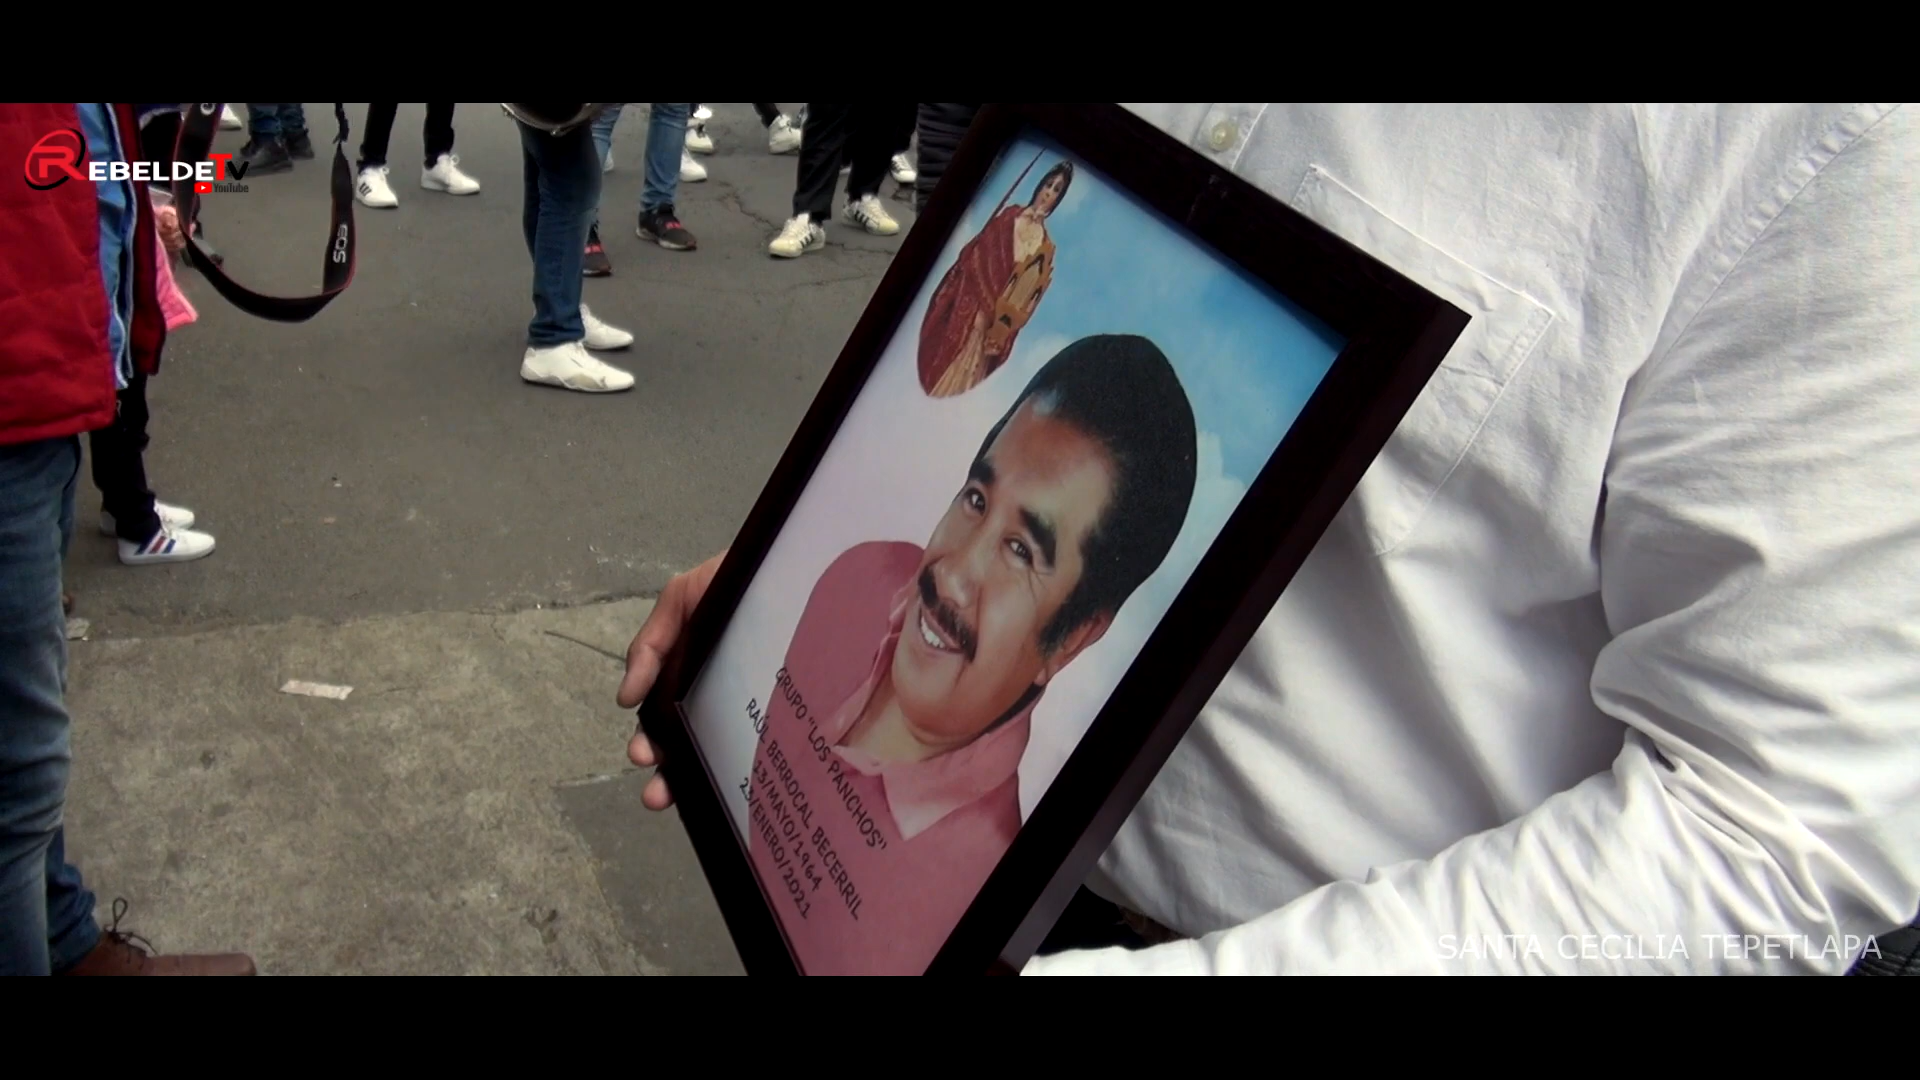 REBELDETV
YouTube
EOS
GRUPO "LOS PANCHOS"
RAÚL BERROCAL BECERRIL
13/MAYO/1964
23/ENERO/2021
SANTA CECILIA TEPETLAPA